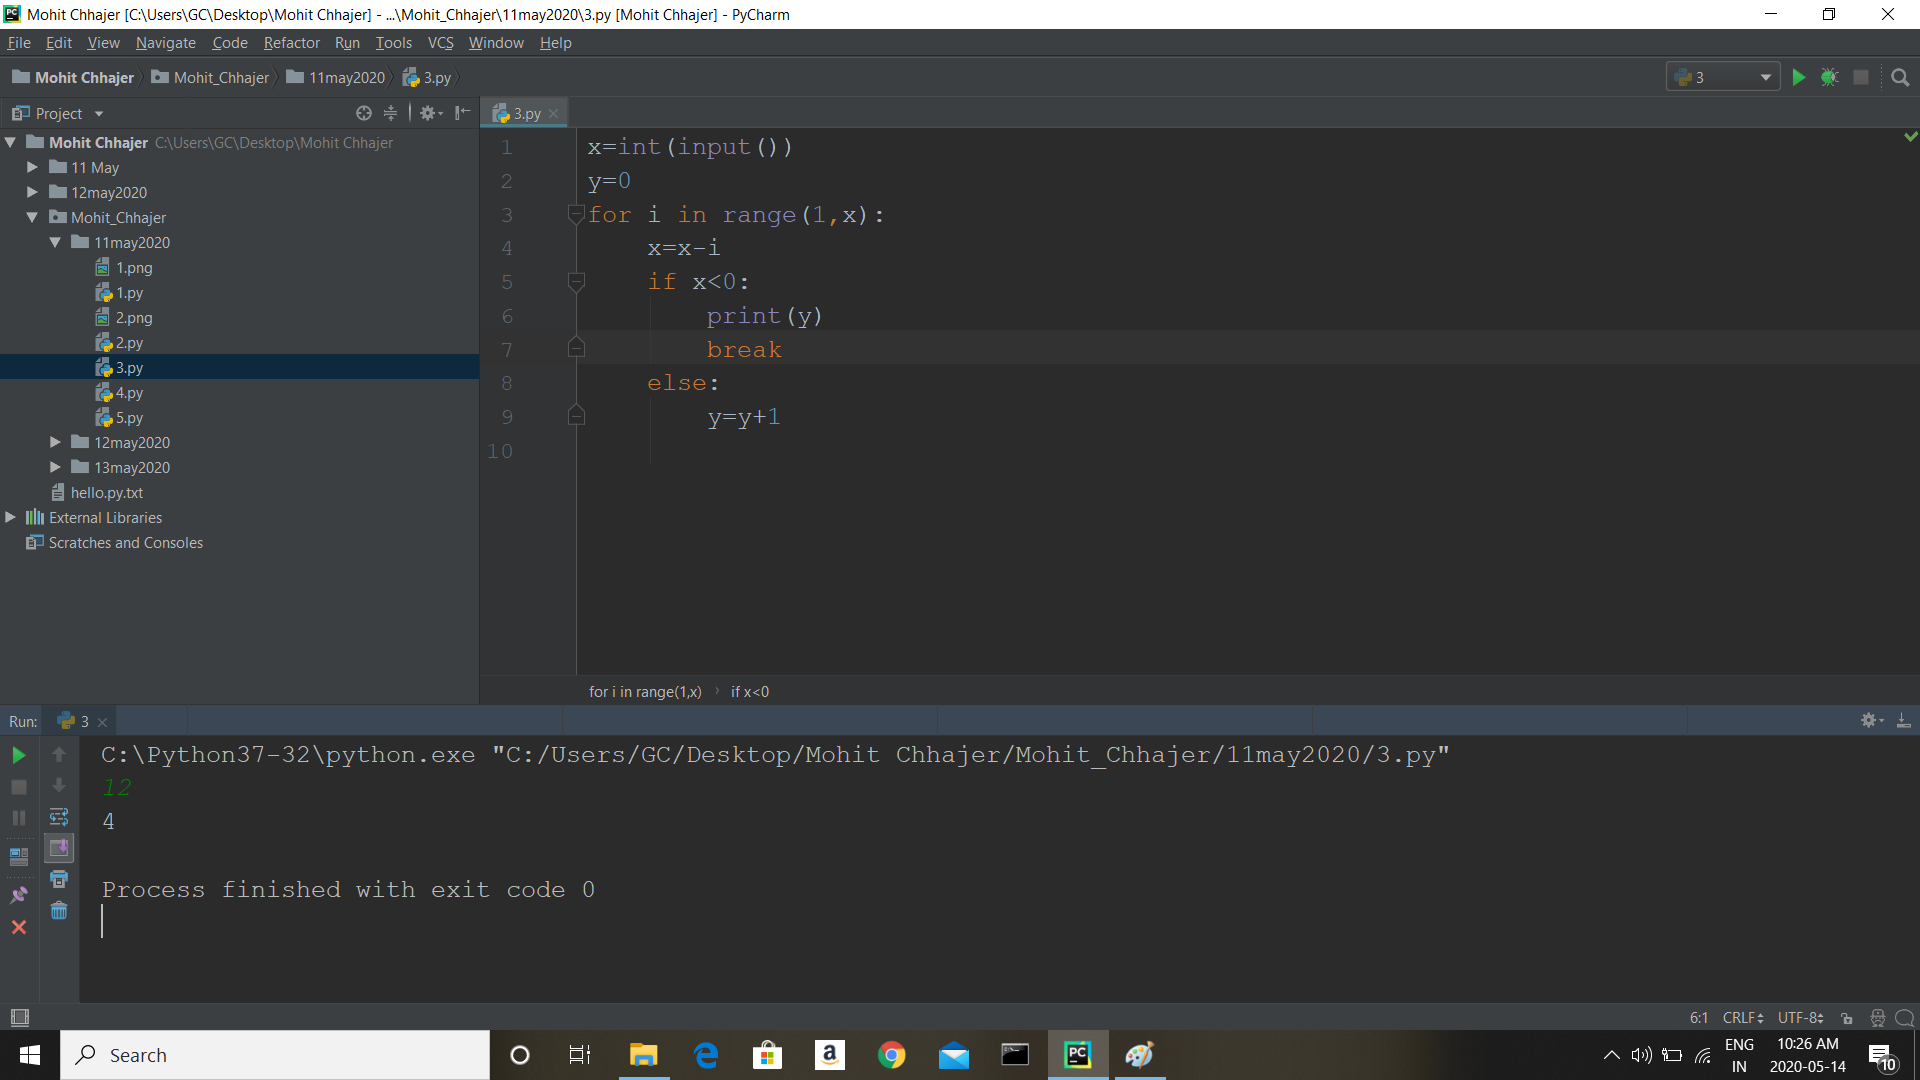 Mohit Chhajer [C:\Users\GC\Desktop\Mohit Chhajer] - ...\Mohit_Chhajer\11may2020\3.py [Mohit Chhajer] - PyCharm
File Edit View Navigate Code Refactor Run Tools VCS Window Help
Mohit Chhajer Mohit_Chhajer 11may2020 3.py
3
Project
3.py
Mohit Chhajer C:\Users\GC\Desktop\Mohit Chhajer
11 May
12may2020
Mohit_Chhajer
11may2020
1.png
1.py
2.png
2.py
3.py
4.py
5.py
12may2020
13may2020
hello.py.txt
External Libraries
Scratches and Consoles
1 x=int(input())
2 y=0
3 for i in range(1,x):
4 x=x-i
5 if x<0:
6 print(y)
7 break
8 else:
9 y=y+1
10
for i in range(1,x) › if x<0
Run: 3
C:\Python37-32\python.exe "C:/Users/GC/Desktop/Mohit Chhajer/Mohit_Chhajer/11may2020/3.py"
12
4
Process finished with exit code 0
6:1 CRLF UTF-8
Search
a
PC
ENG
IN
10:26 AM
2020-05-14
10